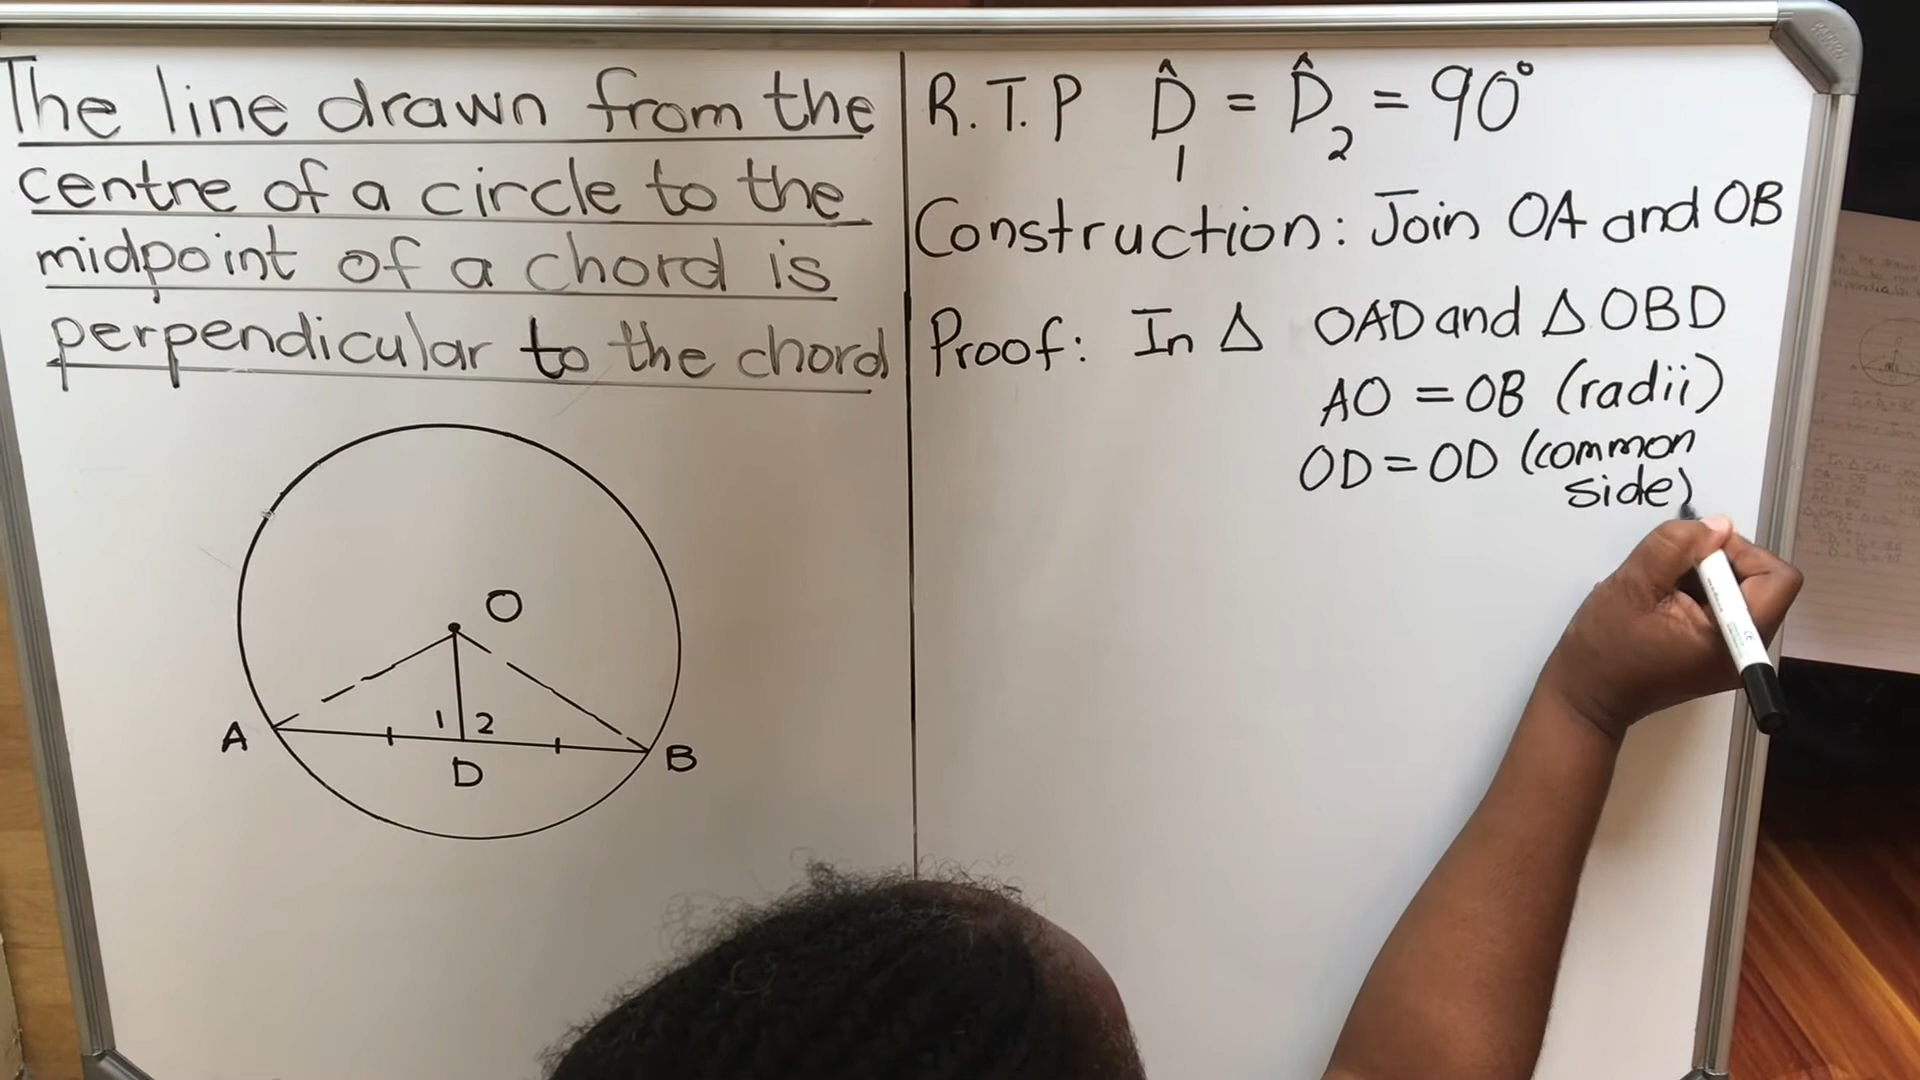 The line drawn from the
centre of a circle to the
midpoint of a chord is
perpendicular to the chord
O
1 2
A
B
D
R.T.P D̂₁ = D̂₂ = 90°
Construction: Join OA and OB
Proof: In Δ OAD and Δ OBD
AO = OB (radii)
OD = OD (common
side)